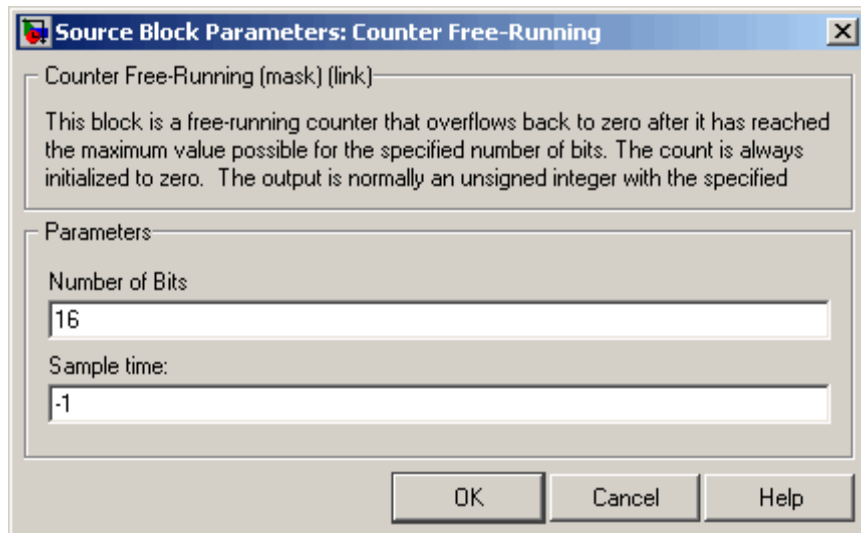 Source Block Parameters: Counter Free-Running
Counter Free-Running (mask) (link)
This block is a free-running counter that overflows back to zero after it has reached
the maximum value possible for the specified number of bits. The count is always
initialized to zero.  The output is normally an unsigned integer with the specified
Parameters
Number of Bits
16
Sample time:
-1
OK Cancel Help